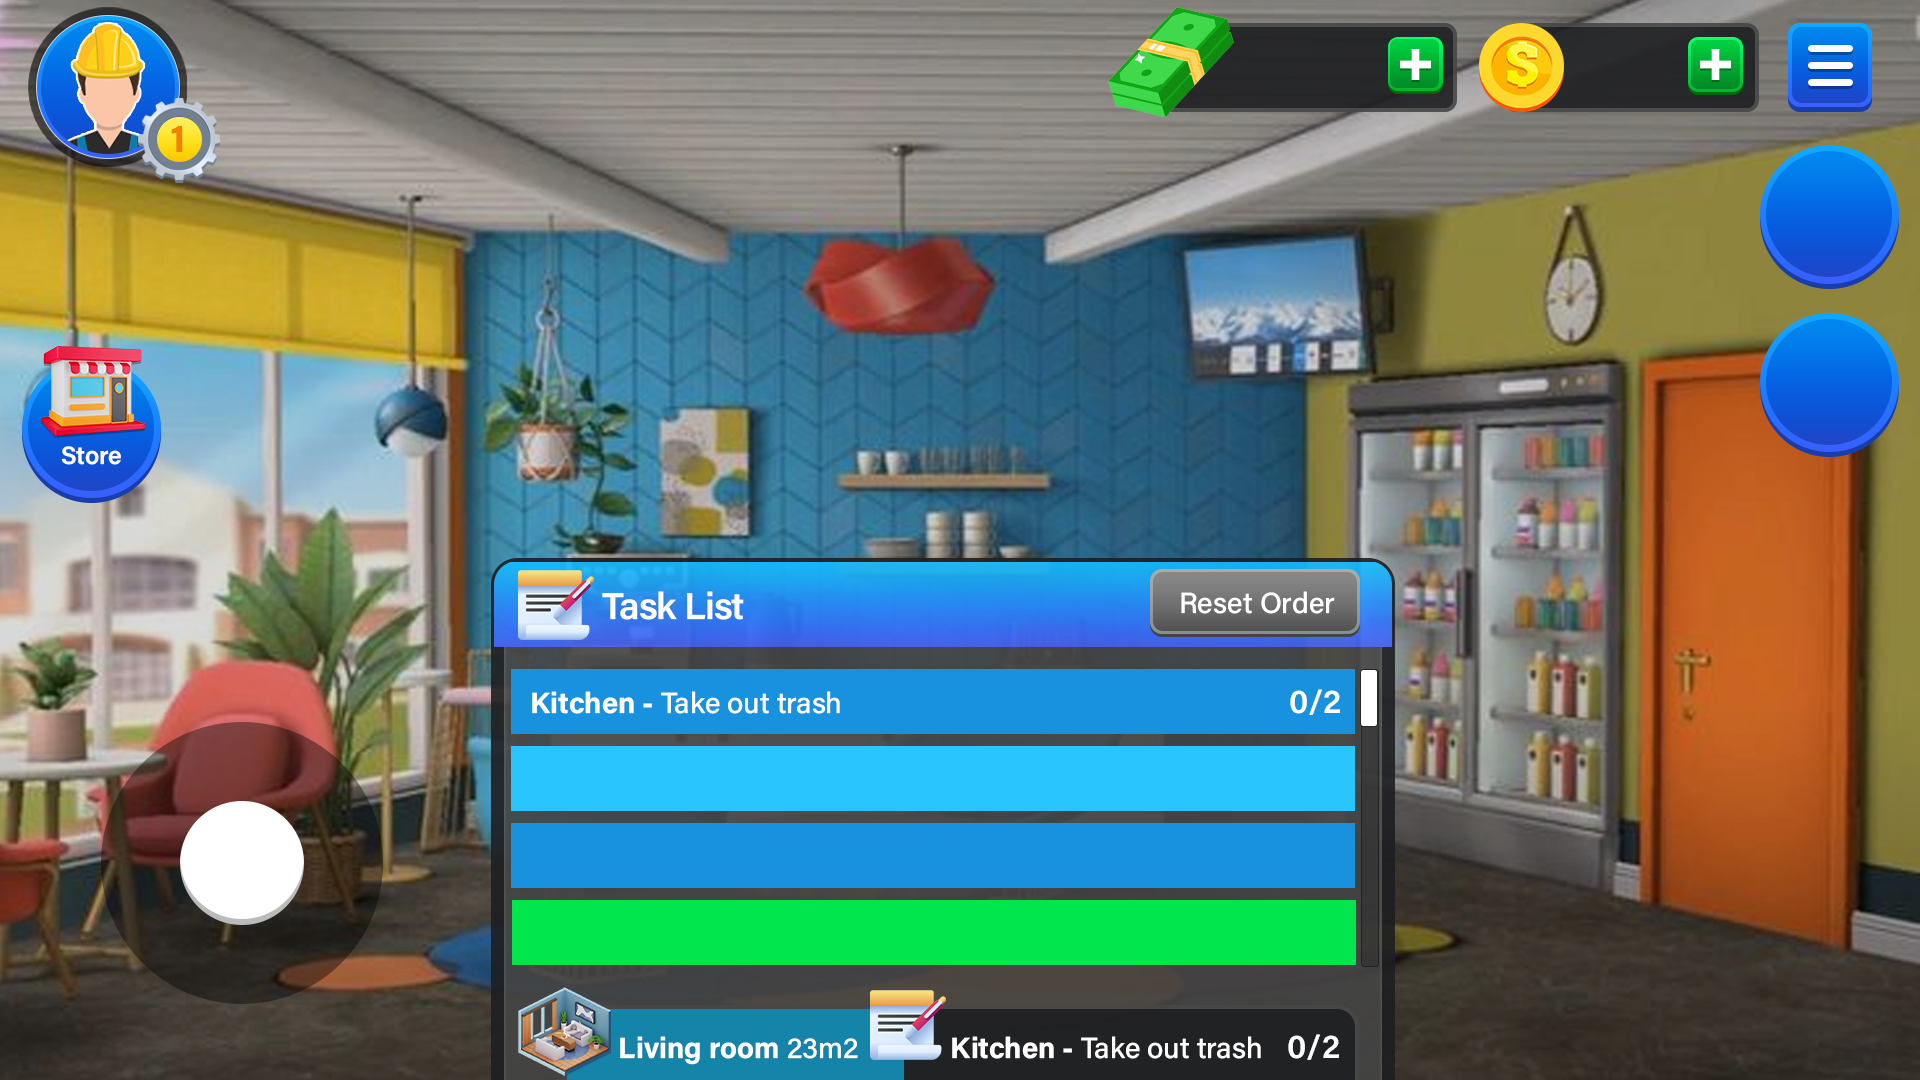 1
$
Store
Task List
Reset Order
Kitchen - Take out trash 0/2
Living room 23m2
Kitchen - Take out trash 0/2